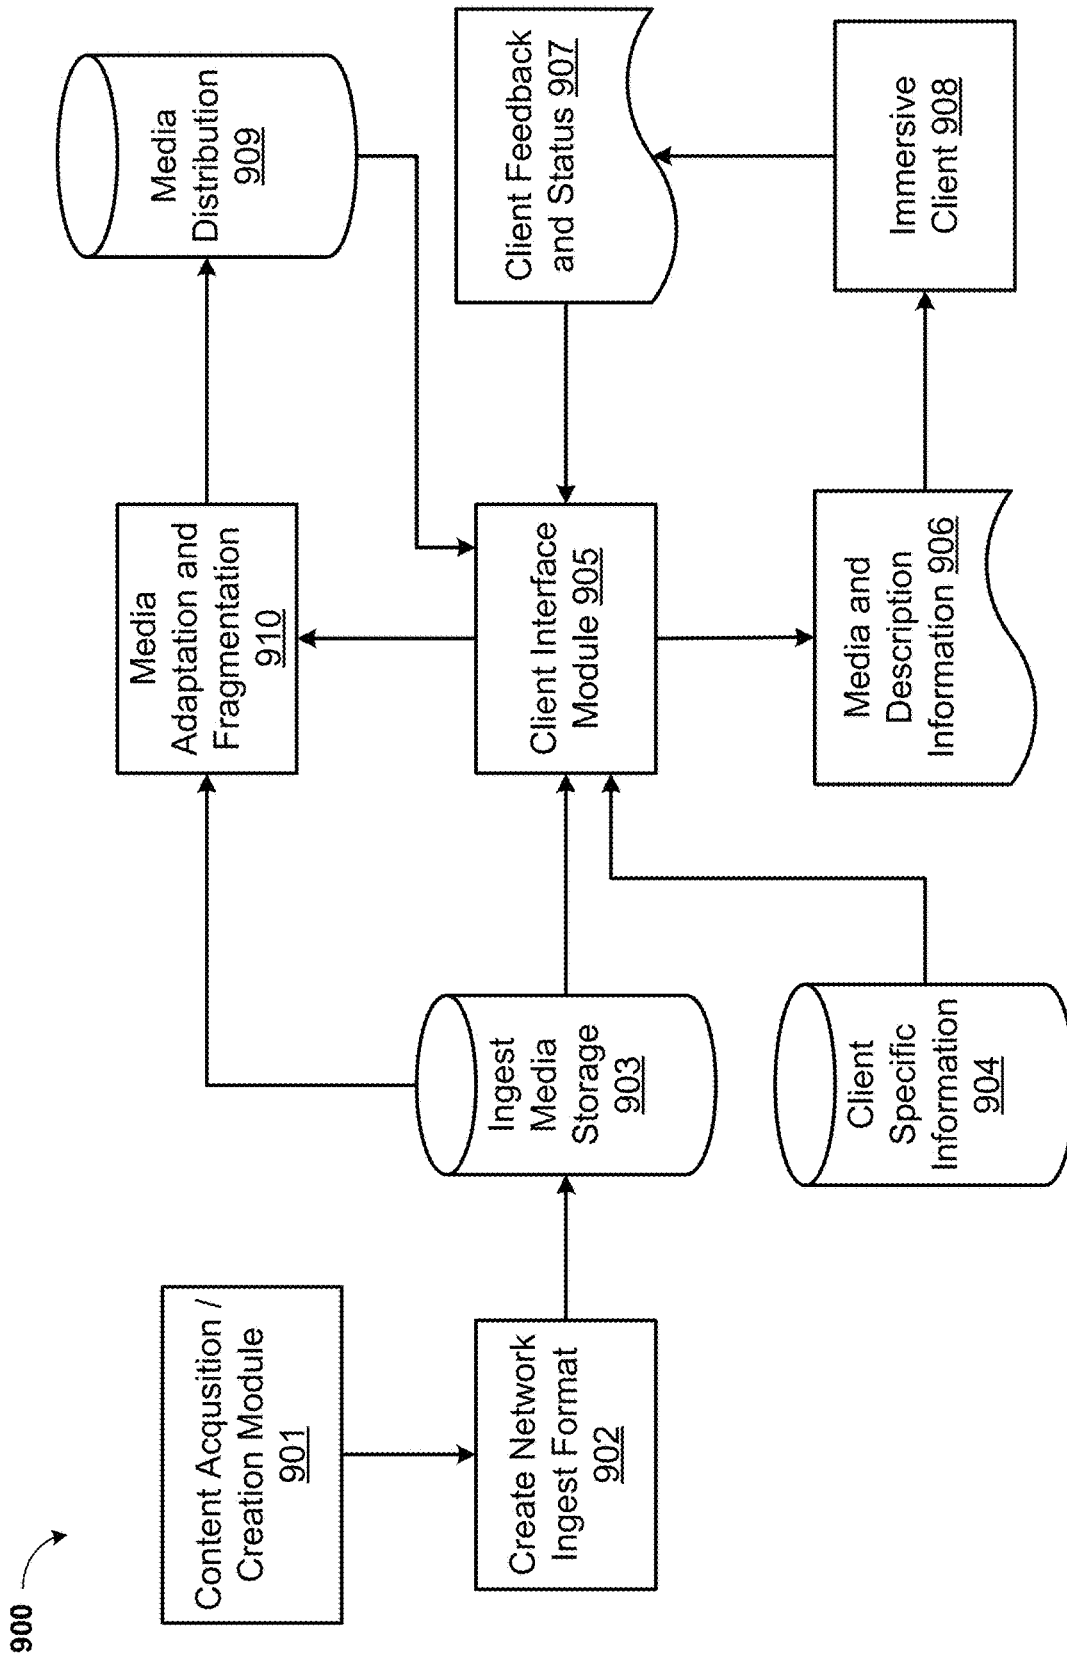 900
Content Acqusition /
Creation Module
901
Create Network
Ingest Format
902
Ingest
Media
Storage
903
Client
Specific
Information
904
Media
Adaptation and
Fragmentation
910
Client Interface
Module 905
Media and
Description
Information 906
Media
Distribution
909
Client Feedback
and Status 907
Immersive
Client 908